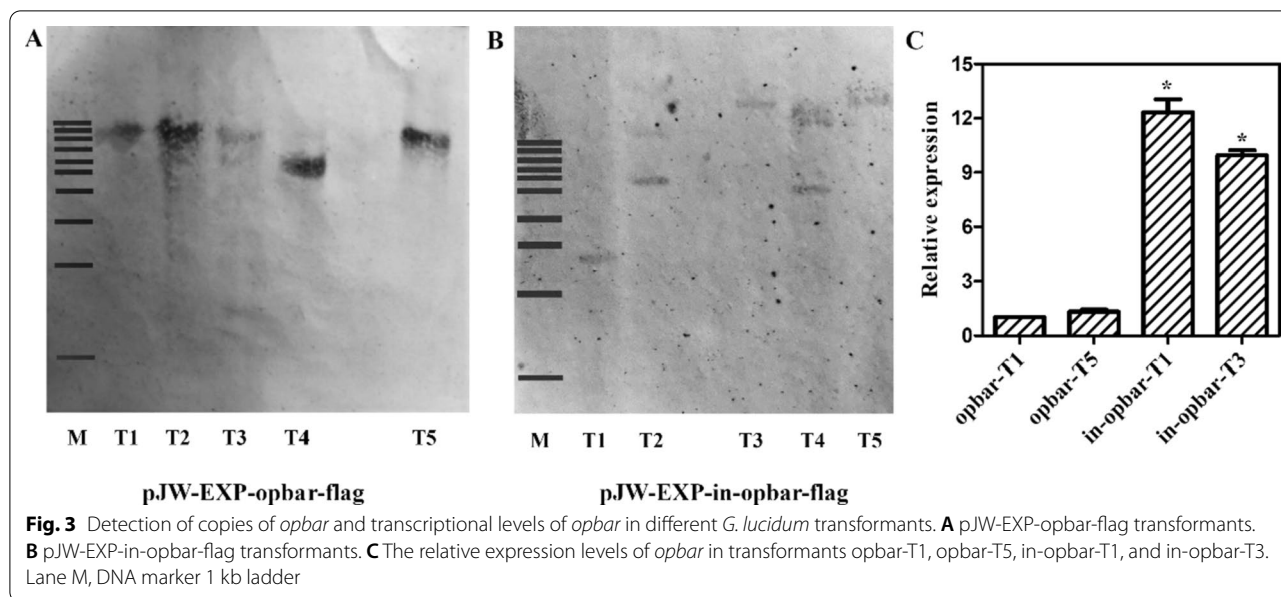 A
B
C
M T1 T2 T3 T4 T5
pJW-EXP-opbar-flag
M T1 T2 T3 T4 T5
pJW-EXP-in-opbar-flag
Relative expression
15
12
9
6
3
0
*
*
opbar-T1
opbar-T5
in-opbar-T1
in-opbar-T3
Fig. 3 Detection of copies of opbar and transcriptional levels of opbar in different G. lucidum transformants. A pJW-EXP-opbar-flag transformants.
B pJW-EXP-in-opbar-flag transformants. C The relative expression levels of opbar in transformants opbar-T1, opbar-T5, in-opbar-T1, and in-opbar-T3.
Lane M, DNA marker 1 kb ladder